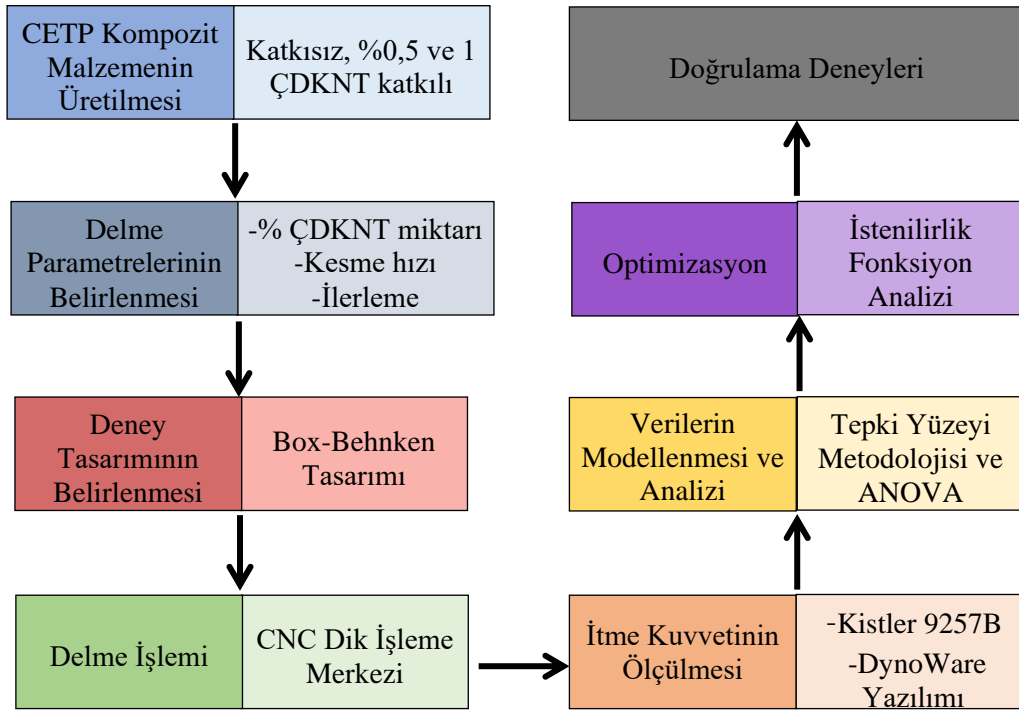 CETP Kompozit
Malzemenin
Üretilmesi
Katkısız, %0,5 ve 1
ÇDKNT katkılı
Delme
Parametrelerinin
Belirlenmesi
-% ÇDKNT miktarı
-Kesme hızı
-İlerleme
Deney
Tasarımının
Belirlenmesi
Box-Behnken
Tasarımı
Delme İşlemi
CNC Dik İşleme
Merkezi
İtme Kuvvetinin
Ölçülmesi
-Kistler 9257B
-DynoWare
Yazılımı
Verilerin
Modellenmesi ve
Analizi
Tepki Yüzeyi
Metodolojisi ve
ANOVA
Optimizasyon
İstenilirlik
Fonksiyon
Analizi
Doğrulama Deneyleri